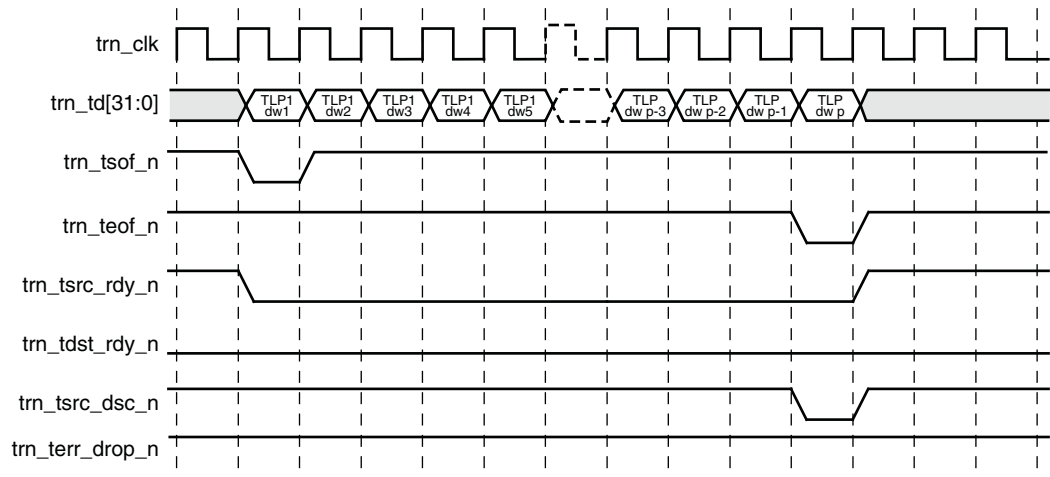 trn_clk
trn_td[31:0]
TLP1 dw1
TLP1 dw2
TLP1 dw3
TLP1 dw4
TLP1 dw5
TLP dw p-3
TLP dw p-2
TLP dw p-1
TLP dw p
trn_tsof_n
trn_teof_n
trn_tsrc_rdy_n
trn_tdst_rdy_n
trn_tsrc_dsc_n
trn_terr_drop_n